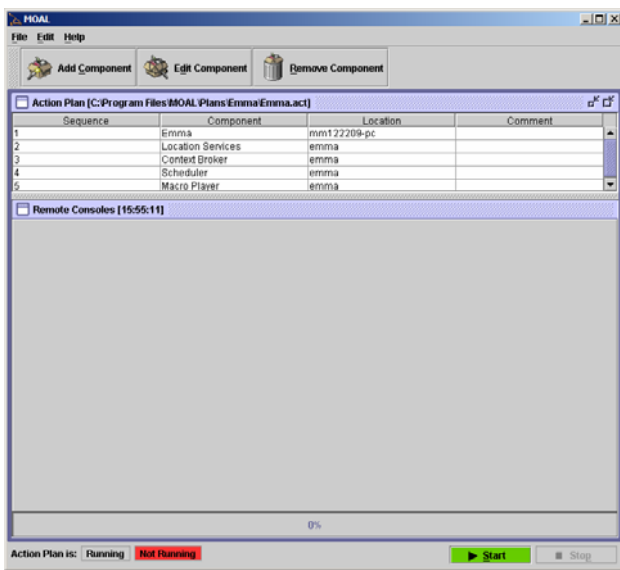 MOAL
File Edit Help
Add Component Edit Component Remove Component
Action Plan [C:\Program Files\MOAL\Plans\Emma\Emma.act]
Sequence Component Location Comment
1 Emma mm122209-pc
2 Location Services emma
3 Context Broker emma
4 Scheduler emma
5 Macro Player emma
Remote Consoles [15:55:11]
0%
Action Plan is: Running Not Running Start Stop